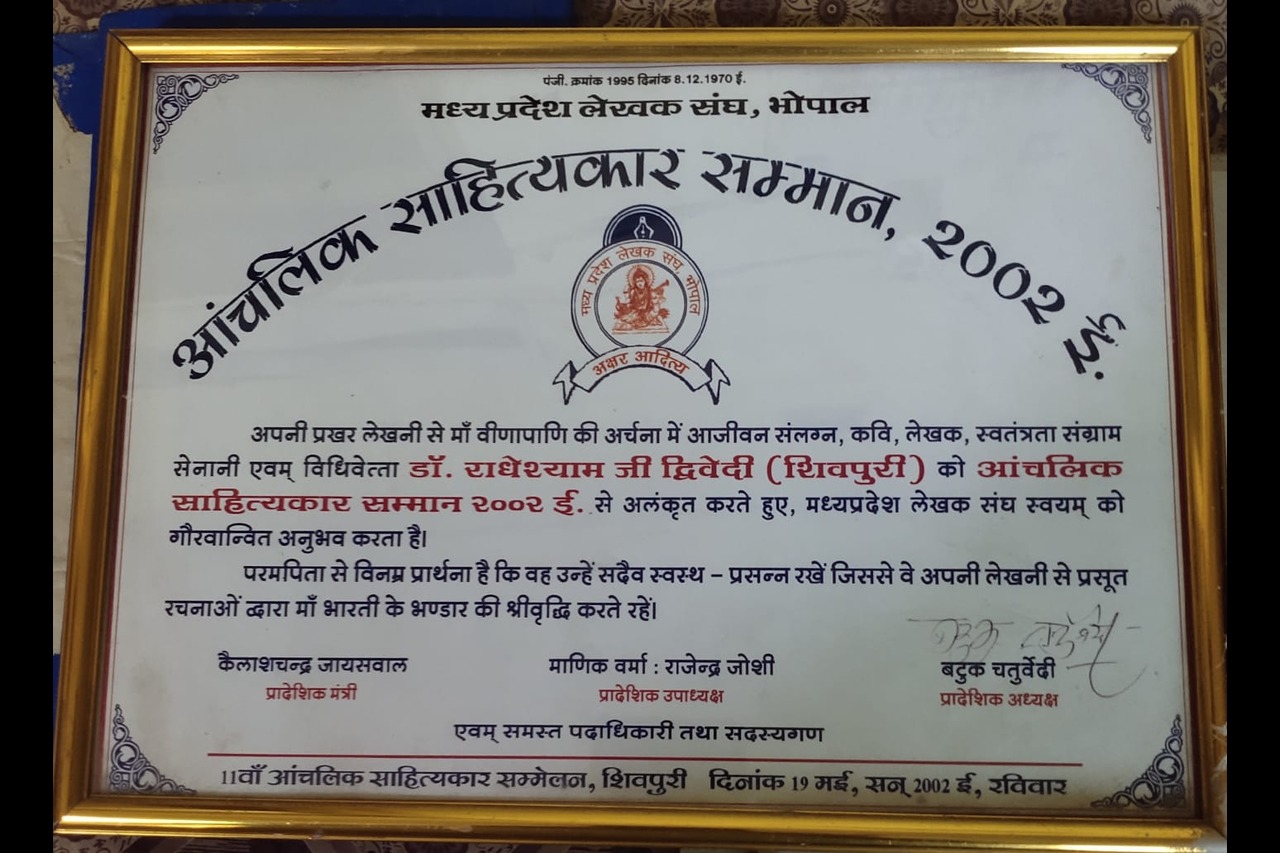 पंजी. क्रमांक 1995 दिनांक 8.12.1970 ई.
मध्य प्रदेश लेखक संघ, भोपाल
आंचलिक साहित्यकार सम्मान, २००२ ई.
मध्य प्रदेश लेखक संघ, भोपाल
अक्षर आदित्य
अपनी प्रखर लेखनी से माँ वीणापाणि की अर्चना में आजीवन संलग्न, कवि, लेखक, स्वतंत्रता संग्राम
सेनानी एवम् विधिवेत्ता डॉ. राधेश्याम जी द्विवेदी (शिवपुरी) को आंचलिक
साहित्यकार सम्मान २००२ ई. से अलंकृत करते हुए, मध्यप्रदेश लेखक संघ स्वयम् को
गौरवान्वित अनुभव करता है।
परमपिता से विनम्र प्रार्थना है कि वह उन्हें सदैव स्वस्थ – प्रसन्न रखें जिससे वे अपनी लेखनी से प्रसूत
रचनाओं द्वारा माँ भारती के भण्डार की श्रीवृद्धि करते रहें।
कैलाशचन्द्र जायसवाल माणिक वर्मा : राजेन्द्र जोशी बटुक चतुर्वेदी
प्रादेशिक मंत्री प्रादेशिक उपाध्यक्ष प्रादेशिक अध्यक्ष
एवम् समस्त पदाधिकारी तथा सदस्यगण
11वाँ आंचलिक साहित्यकार सम्मेलन, शिवपुरी दिनांक 19 मई, सन् 2002 ई, रविवार